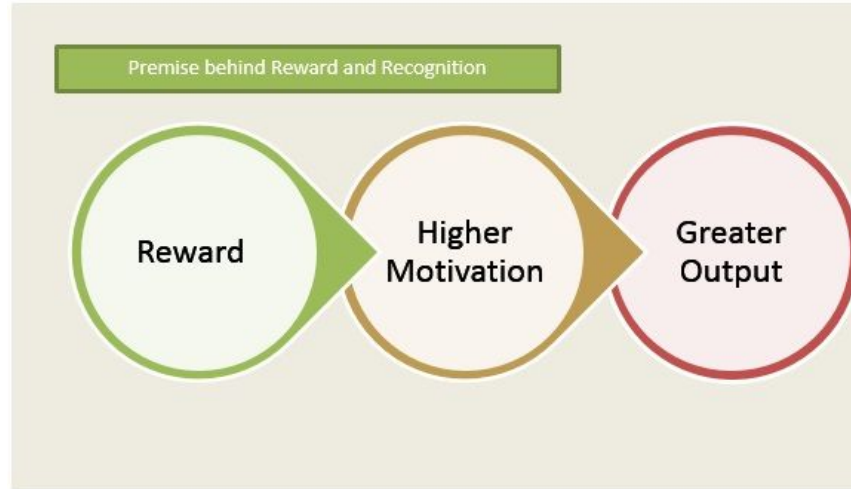 Premise behind Reward and Recognition
Reward
Higher
Motivation
Greater
Output